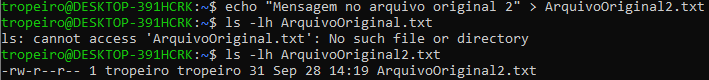 tropeiro@DESKTOP-391HCRK:~$ echo "Mensagem no arquivo original 2" > ArquivoOriginal2.txt
tropeiro@DESKTOP-391HCRK:~$ ls -lh ArquivoOriginal.txt
ls: cannot access 'ArquivoOriginal.txt': No such file or directory
tropeiro@DESKTOP-391HCRK:~$ ls -lh ArquivoOriginal2.txt
-rw-r--r-- 1 tropeiro tropeiro 31 Sep 28 14:19 ArquivoOriginal2.txt